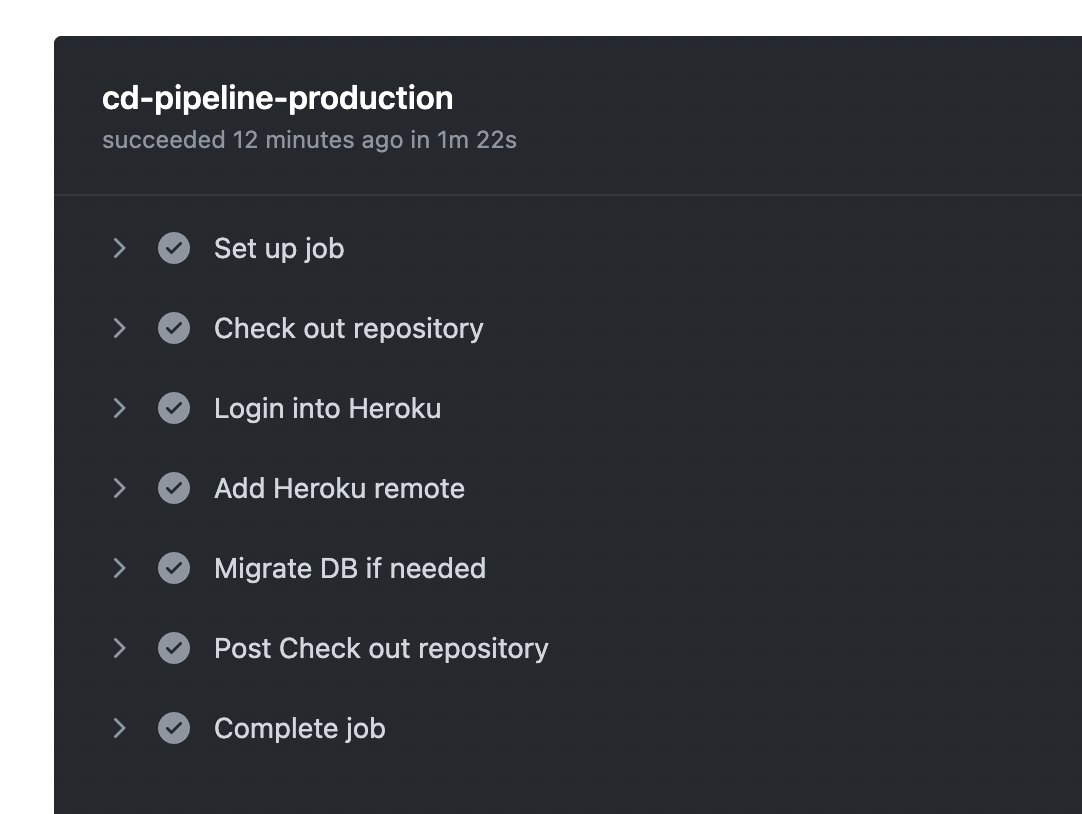 cd-pipeline-production
succeeded 12 minutes ago in 1m 22s
Set up job
Check out repository
Login into Heroku
Add Heroku remote
Migrate DB if needed
Post Check out repository
Complete job